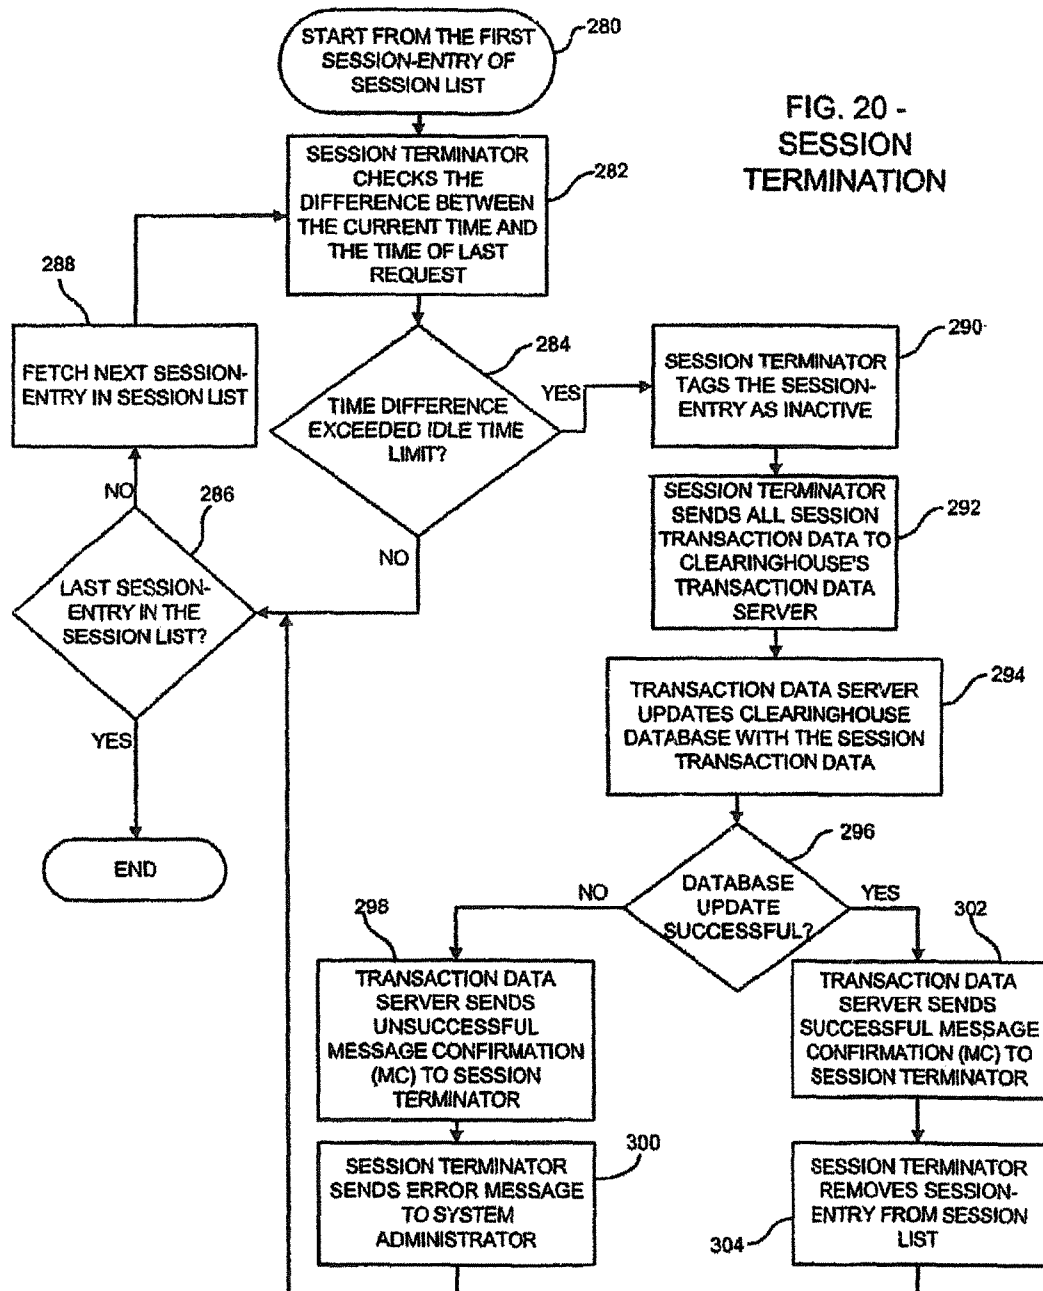 START FROM THE FIRST
SESSION-ENTRY OF
SESSION LIST
280
FIG. 20 -
SESSION
TERMINATION
SESSION TERMINATOR
CHECKS THE
DIFFERENCE BETWEEN
THE CURRENT TIME AND
THE TIME OF LAST
REQUEST
282
288
FETCH NEXT SESSION-
ENTRY IN SESSION LIST
284
TIME DIFFERENCE
EXCEEDED IDLE TIME
LIMIT?
YES
NO
290
SESSION TERMINATOR
TAGS THE SESSION-
ENTRY AS INACTIVE
NO
286
LAST SESSION-
ENTRY IN THE
SESSION LIST?
YES
END
SESSION TERMINATOR
SENDS ALL SESSION
TRANSACTION DATA TO
CLEARINGHOUSE'S
TRANSACTION DATA
SERVER
292
TRANSACTION DATA SERVER
UPDATES CLEARINGHOUSE
DATABASE WITH THE SESSION
TRANSACTION DATA
294
296
DATABASE
UPDATE
SUCCESSFUL?
NO
YES
298
TRANSACTION DATA
SERVER SENDS
UNSUCCESSFUL
MESSAGE CONFIRMATION
(MC) TO SESSION
TERMINATOR
302
TRANSACTION DATA
SERVER SENDS
SUCCESSFUL MESSAGE
CONFIRMATION (MC) TO
SESSION TERMINATOR
300
SESSION TERMINATOR
SENDS ERROR MESSAGE
TO SYSTEM
ADMINISTRATOR
SESSION TERMINATOR
REMOVES SESSION-
ENTRY FROM SESSION
LIST
304